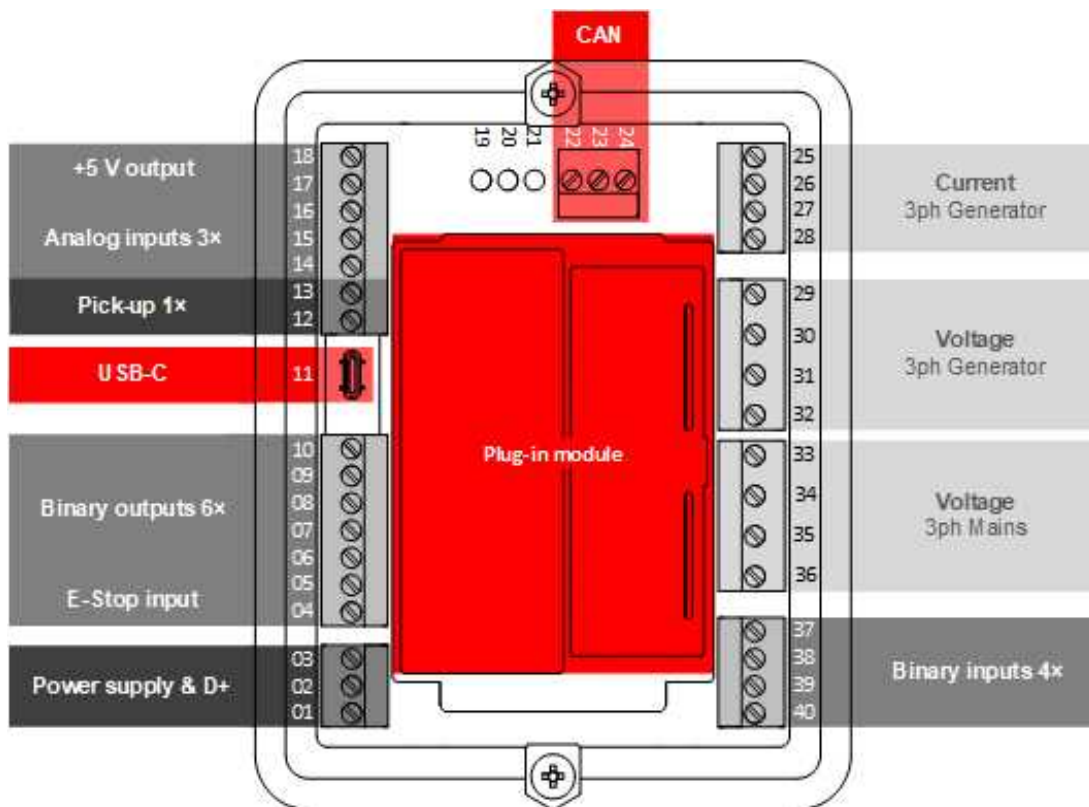 CAN
19 20 21 22 23 24
+5 V output
18
17
16
Analog inputs 3×
15
14
Pick-up 1×
13
12
USB-C
11
10
09
Binary outputs 6×
08
07
06
E-Stop input
05
04
Power supply & D+
03
02
01
Plug-in module
25
26
27
28
Current
3ph Generator
29
30
31
32
Voltage
3ph Generator
33
34
35
36
Voltage
3ph Mains
37
38
39
40
Binary inputs 4×